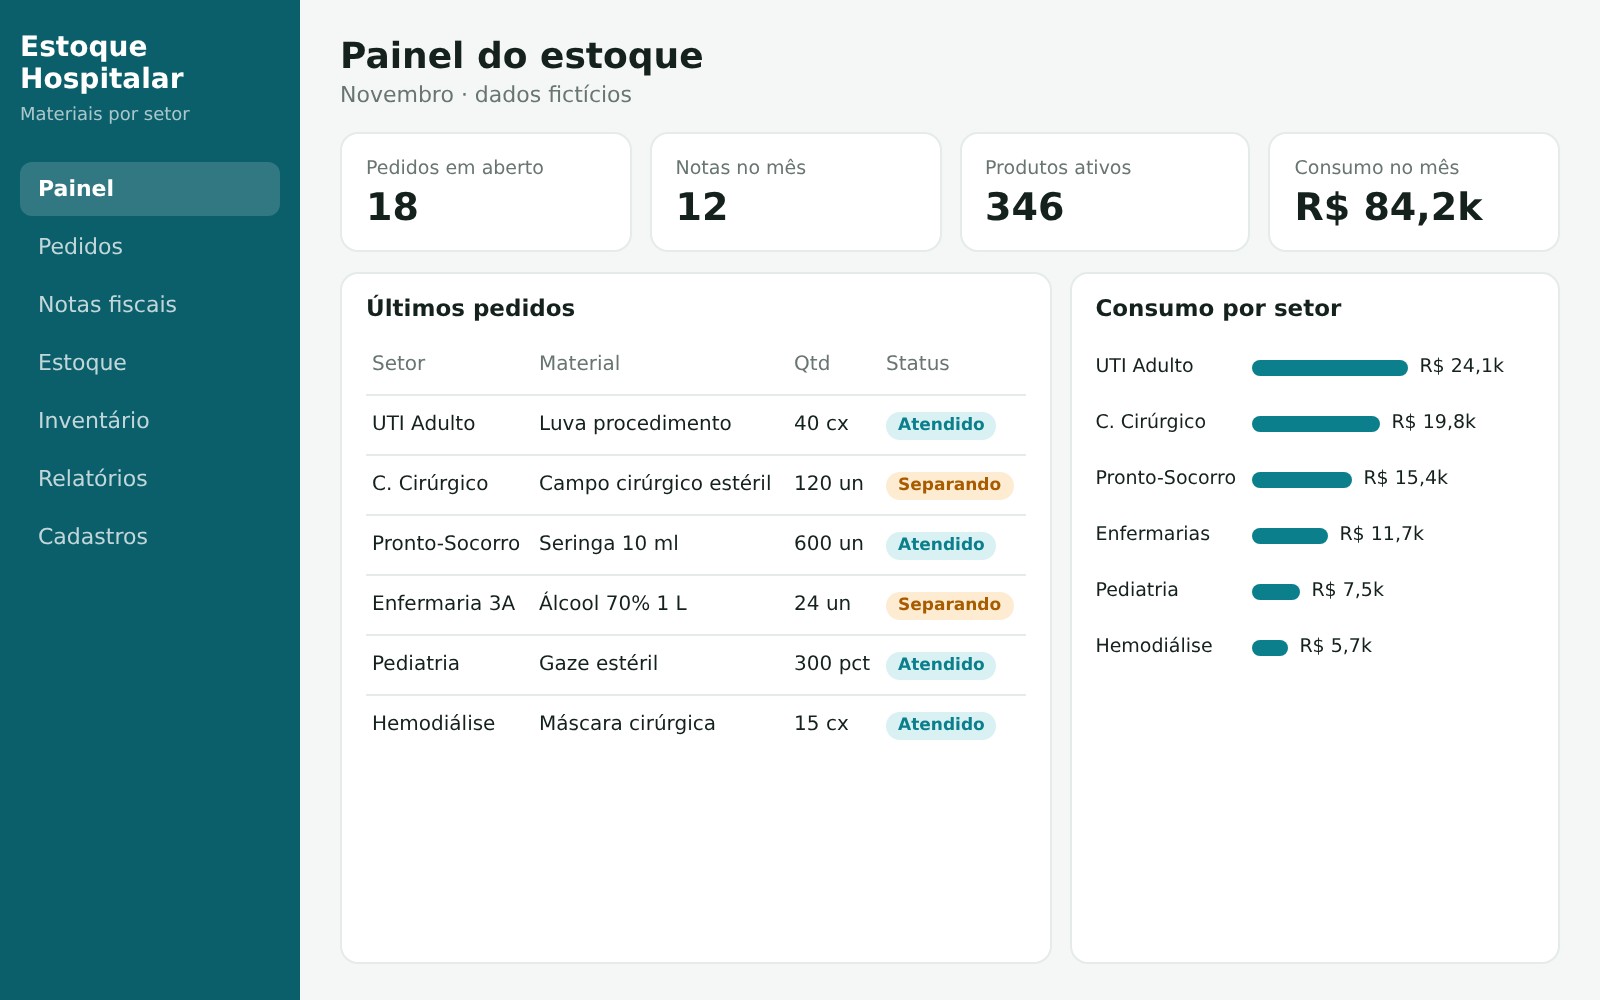 Estoque
Hospitalar
Materiais por setor
Painel
Pedidos
Notas fiscais
Estoque
Inventário
Relatórios
Cadastros
Painel do estoque
Novembro · dados fictícios
Pedidos em aberto
18
Notas no mês
12
Produtos ativos
346
Consumo no mês
R$ 84,2k
Últimos pedidos
Setor Material Qtd Status
UTI Adulto Luva procedimento 40 cx Atendido
C. Cirúrgico Campo cirúrgico estéril 120 un Separando
Pronto-Socorro Seringa 10 ml 600 un Atendido
Enfermaria 3A Álcool 70% 1 L 24 un Separando
Pediatria Gaze estéril 300 pct Atendido
Hemodiálise Máscara cirúrgica 15 cx Atendido
Consumo por setor
UTI Adulto R$ 24,1k
C. Cirúrgico R$ 19,8k
Pronto-Socorro R$ 15,4k
Enfermarias R$ 11,7k
Pediatria R$ 7,5k
Hemodiálise R$ 5,7k